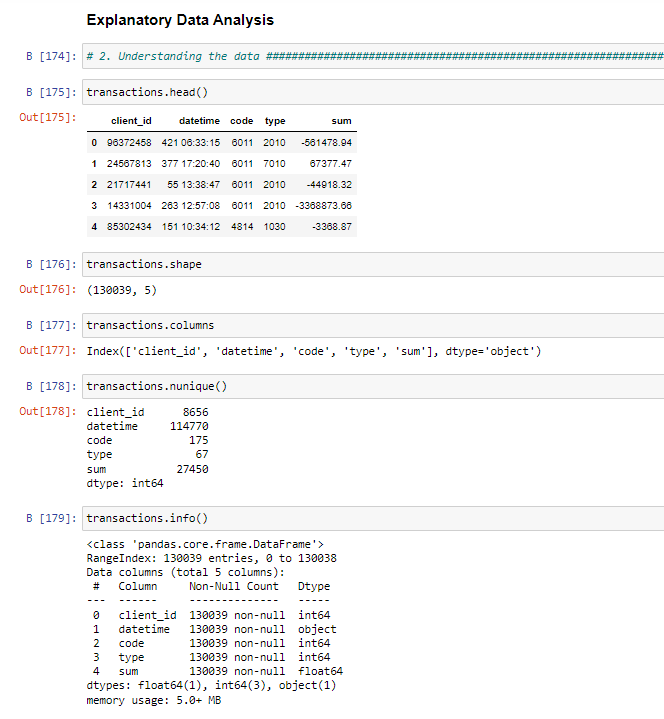 Explanatory Data Analysis
B [174]: # 2. Understanding the data ##############################################################
B [175]: transactions.head()
Out[175]:
client_id datetime code type sum
0 96372458 421 06:33:15 6011 2010 -561478.94
1 24567813 377 17:20:40 6011 7010 67377.47
2 21717441 55 13:38:47 6011 2010 -44918.32
3 14331004 263 12:57:08 6011 2010 -3368873.66
4 85302434 151 10:34:12 4814 1030 -3368.87
B [176]: transactions.shape
Out[176]: (130039, 5)
B [177]: transactions.columns
Out[177]: Index(['client_id', 'datetime', 'code', 'type', 'sum'], dtype='object')
B [178]: transactions.nunique()
Out[178]: client_id 8656
datetime 114770
code 175
type 67
sum 27450
dtype: int64
B [179]: transactions.info()
<class 'pandas.core.frame.DataFrame'>
RangeIndex: 130039 entries, 0 to 130038
Data columns (total 5 columns):
# Column Non-Null Count Dtype
--- ------ -------------- -----
0 client_id 130039 non-null int64
1 datetime 130039 non-null object
2 code 130039 non-null int64
3 type 130039 non-null int64
4 sum 130039 non-null float64
dtypes: float64(1), int64(3), object(1)
memory usage: 5.0+ MB